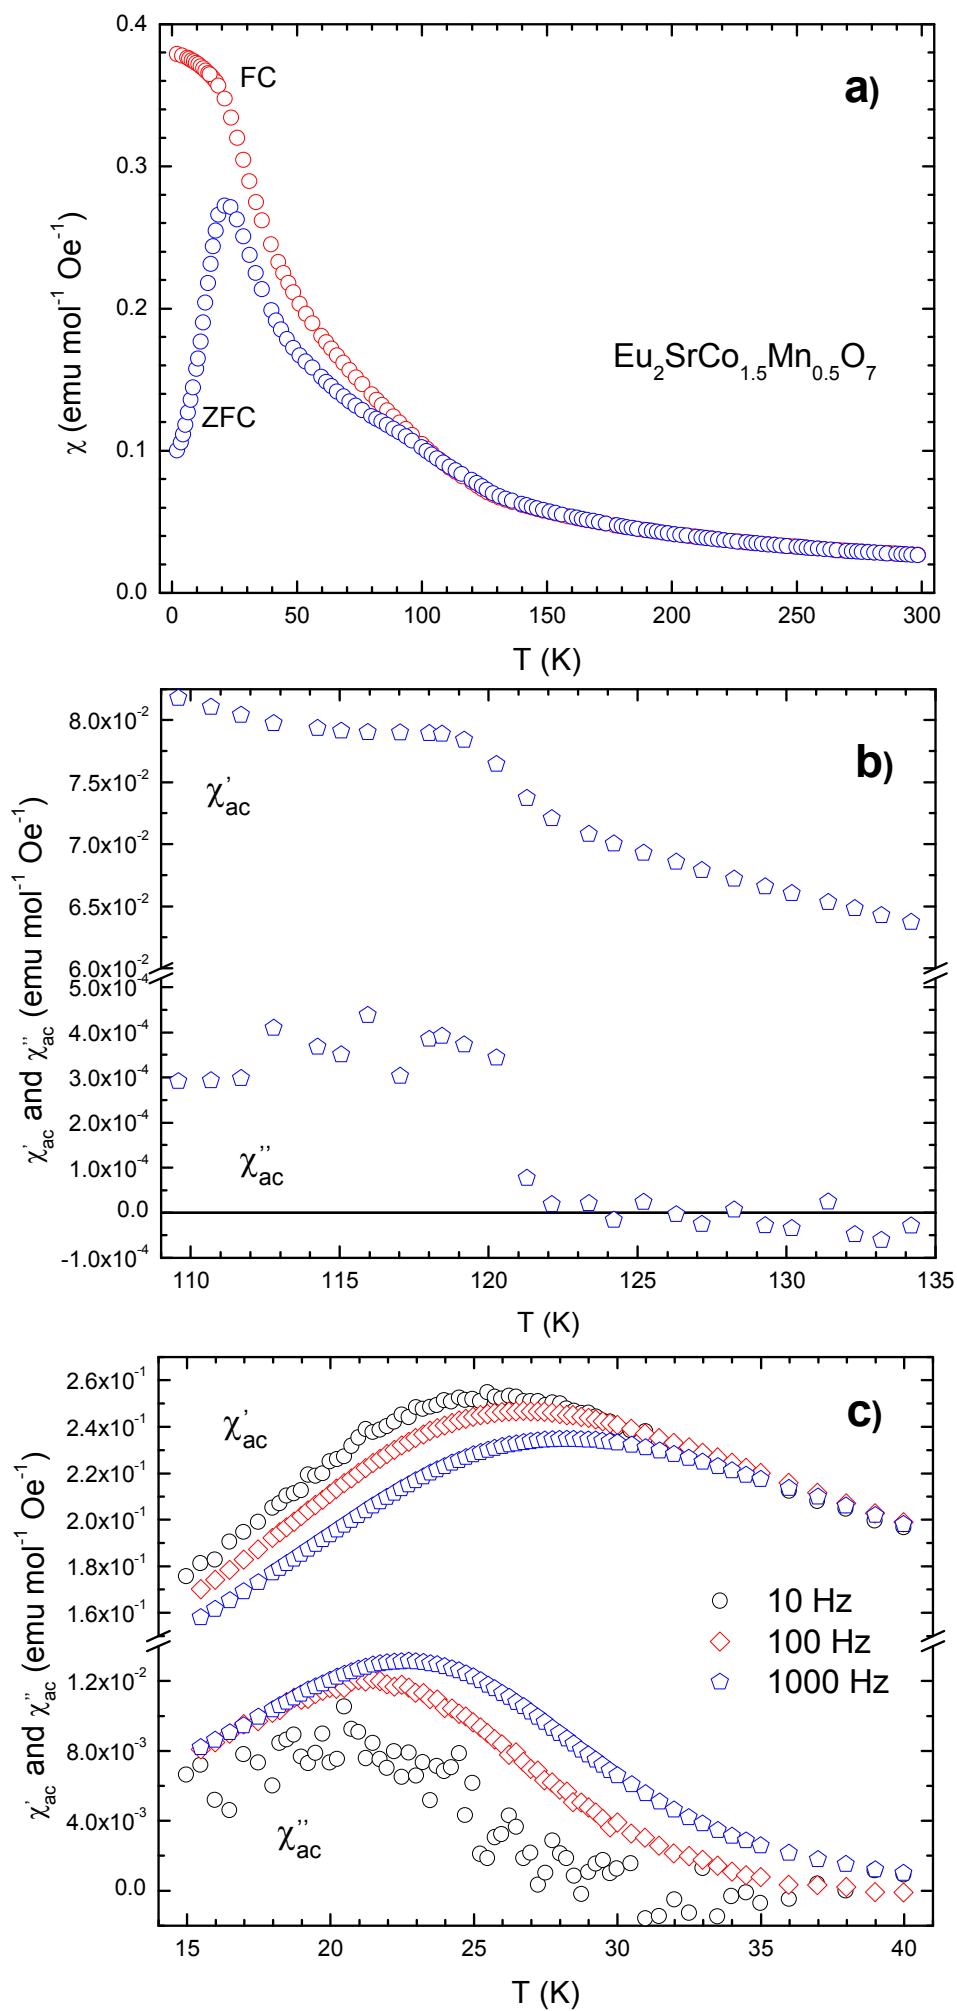 a)
FC
ZFC
Eu₂SrCo₁.₅Mn₀.₅O₇
χ (emu mol⁻¹ Oe⁻¹)
0.4
0.3
0.2
0.1
0.0
0 50 100 150 200 250 300
T (K)
b)
χ'ac
χ''ac
χ'ac and χ''ac (emu mol⁻¹ Oe⁻¹)
8.0x10⁻²
7.5x10⁻²
7.0x10⁻²
6.5x10⁻²
6.0x10⁻²
5.0x10⁻⁴
4.0x10⁻⁴
3.0x10⁻⁴
2.0x10⁻⁴
1.0x10⁻⁴
0.0
-1.0x10⁻⁴
110 115 120 125 130 135
T (K)
c)
χ'ac
χ''ac
10 Hz
100 Hz
1000 Hz
χ'ac and χ''ac (emu mol⁻¹ Oe⁻¹)
2.6x10⁻¹
2.4x10⁻¹
2.2x10⁻¹
2.0x10⁻¹
1.8x10⁻¹
1.6x10⁻¹
1.2x10⁻²
8.0x10⁻³
4.0x10⁻³
0.0
15 20 25 30 35 40
T (K)